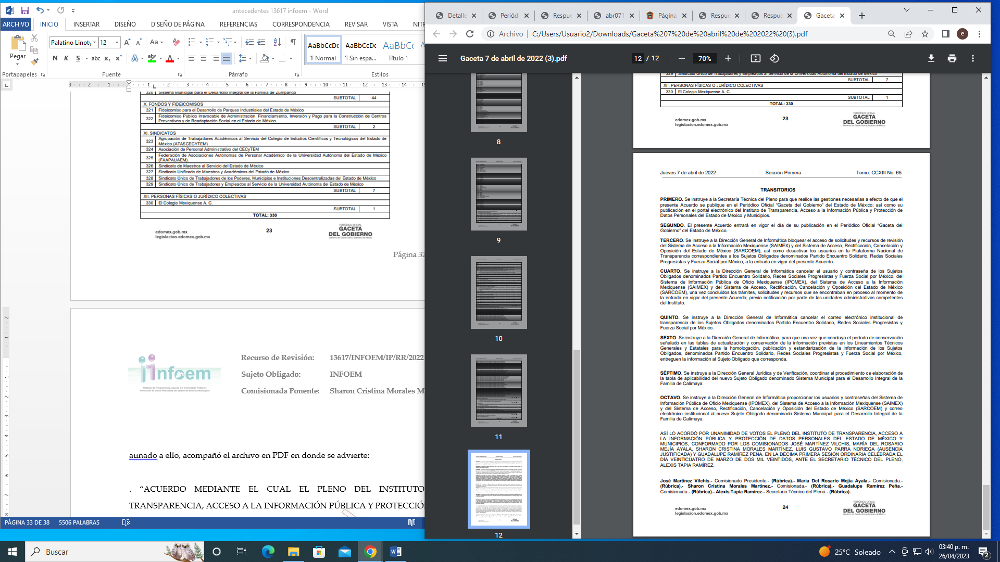 antecedentes 13617 infoem - Word
ARCHIVO INICIO INSERTAR DISEÑO DISEÑO DE PÁGINA REFERENCIAS CORRESPONDENCIA REVISAR VISTA NITR
Pegar
Palatino Linoty 12
Portapapeles Fuente Párrafo Estilos
AaBbCcDc AaBbCcDc AaBbCc
¶ Normal ¶ Sin espa... Título 1
320 Sistema Municipal para el Desarrollo Integral de la Familia de Zumpango
SUBTOTAL 44
X. FONDOS Y FIDEICOMISOS
321 Fideicomiso para el Desarrollo de Parques Industriales del Estado de México
322 Fideicomiso Público Irrevocable de Administración, Financiamiento, Inversión y Pago para la Construcción de Centros
Preventivos y de Readaptación Social en el Estado de México
SUBTOTAL 2
XI. SINDICATOS
323 Agrupación de Trabajadores Académicos al Servicio del Colegio de Estudios Científicos y Tecnológicos del Estado de
México (ATASCECYTEM)
324 Asociación de Personal Administrativo del CECyTEM
325 Federación de Asociaciones Autónomas de Personal Académico de la Universidad Autónoma del Estado de México
(FAAPAUAEM).
326 Sindicato de Maestros al Servicio del Estado de México
327 Sindicato Unificado de Maestros y Académicos del Estado de México
328 Sindicato Único de Trabajadores de los Poderes, Municipios e Instituciones Descentralizadas del Estado de México
329 Sindicato Único de Trabajadores y Empleados al Servicio de la Universidad Autónoma del Estado de México
SUBTOTAL 7
XII. PERSONAS FÍSICAS O JURÍDICO COLECTIVAS
330 El Colegio Mexiquense A. C.
SUBTOTAL 1
TOTAL: 330
edomex.gob.mx
legislacion.edomex.gob.mx
23
PERIÓDICO OFICIAL
GACETA
DEL GOBIERNO
Gobierno del Estado Libre y Soberano de México
Página 32
infoem
Instituto de Transparencia, Acceso a la Información Pública y
Protección de Datos Personales del Estado de México y Municipios
Recurso de Revisión: 13617/INFOEM/IP/RR/2022
Sujeto Obligado: INFOEM
Comisionada Ponente: Sharon Cristina Morales M
aunado a ello, acompañó el archivo en PDF en donde se advierte:
. “ACUERDO MEDIANTE EL CUAL EL PLENO DEL INSTITUTO
TRANSPARENCIA, ACCESO A LA INFORMACIÓN PÚBLICA Y PROTECCIÓN
PÁGINA 33 DE 38 5506 PALABRAS
Detalle Periódi Respue abr071 Página Respue Respue Gaceta
Archivo C:/Users/Usuario2/Downloads/Gaceta%207%20de%20abril%20de%202022%20(3).pdf
e
Gaceta 7 de abril de 2022 (3).pdf
12 / 12
70%
8
9
10
11
12
329 Sindicato Único de Trabajadores y Empleados al Servicio de la Universidad Autónoma del Estado de México
SUBTOTAL 7
XII. PERSONAS FÍSICAS O JURÍDICO COLECTIVAS
330 El Colegio Mexiquense A. C.
SUBTOTAL 1
TOTAL: 330
edomex.gob.mx
legislacion.edomex.gob.mx
23
PERIÓDICO OFICIAL
GACETA
DEL GOBIERNO
Gobierno del Estado Libre y Soberano de México
Jueves 7 de abril de 2022 Sección Primera Tomo: CCXIII No. 65
TRANSITORIOS
PRIMERO. Se instruye a la Secretaría Técnica del Pleno para que realice las gestiones necesarias a efecto de que el
presente Acuerdo se publique en el Periódico Oficial “Gaceta del Gobierno” del Estado de México; así como su
publicación en el portal electrónico del Instituto de Transparencia, Acceso a la Información Pública y Protección de
Datos Personales del Estado de México y Municipios.
SEGUNDO. El presente Acuerdo entrará en vigor el día de su publicación en el Periódico Oficial “Gaceta del
Gobierno” del Estado de México.
TERCERO. Se instruye a la Dirección General de Informática bloquear el acceso de solicitudes y recursos de revisión
del Sistema de Acceso a la Información Mexiquense (SAIMEX) y del Sistema de Acceso, Rectificación, Cancelación y
Oposición del Estado de México (SARCOEM), así como desactivar los usuarios en la Plataforma Nacional de
Transparencia correspondientes a los Sujetos Obligados denominados Partido Encuentro Solidario, Redes Sociales
Progresistas y Fuerza Social por México, a la entrada en vigor del presente Acuerdo.
CUARTO. Se instruye a la Dirección General de Informática cancelar el usuario y contraseña de los Sujetos
Obligados denominados Partido Encuentro Solidario, Redes Sociales Progresistas y Fuerza Social por México, del
Sistema de Información Pública de Oficio Mexiquense (IPOMEX), del Sistema de Acceso a la Información
Mexiquense (SAIMEX) y del Sistema de Acceso, Rectificación, Cancelación y Oposición del Estado de México
(SARCOEM), una vez concluidos los trámites, solicitudes y recursos que se encontraban en proceso al momento de
la entrada en vigor del presente Acuerdo; previa notificación por parte de las unidades administrativas competentes
del Instituto.
QUINTO. Se instruye a la Dirección General de Informática cancelar el correo electrónico institucional de
transparencia de los Sujetos Obligados denominados Partido Encuentro Solidario, Redes Sociales Progresistas y
Fuerza Social por México.
SEXTO. Se instruye a la Dirección General de Informática, para que una vez que concluya el período de conservación
señalado en las tablas de actualización y conservación de la información previstas en los Lineamientos Técnicos
Generales y Estatales para la homologación, publicación y estandarización de la información de los Sujetos
Obligados, denominados Partido Encuentro Solidario, Redes Sociales Progresistas y Fuerza Social por México,
entreguen la información al Sujeto Obligado que corresponda.
SÉPTIMO. Se instruye a la Dirección General Jurídica y de Verificación, coordinar el procedimiento de elaboración de
la tabla de aplicabilidad del nuevo Sujeto Obligado denominado Sistema Municipal para el Desarrollo Integral de la
Familia de Calimaya.
OCTAVO. Se instruye a la Dirección General de Informática proporcionar los usuarios y contraseñas del Sistema de
Información Pública de Oficio Mexiquense (IPOMEX), del Sistema de Acceso a la Información Mexiquense (SAIMEX)
y del Sistema de Acceso, Rectificación, Cancelación y Oposición del Estado de México (SARCOEM) y correo
electrónico institucional al nuevo Sujeto Obligado denominado Sistema Municipal para el Desarrollo Integral de la
Familia de Calimaya.
ASÍ LO ACORDÓ POR UNANIMIDAD DE VOTOS EL PLENO DEL INSTITUTO DE TRANSPARENCIA, ACCESO A
LA INFORMACIÓN PÚBLICA Y PROTECCIÓN DE DATOS PERSONALES DEL ESTADO DE MÉXICO Y
MUNICIPIOS, CONFORMADO POR LOS COMISIONADOS JOSÉ MARTÍNEZ VILCHIS, MARÍA DEL ROSARIO
MEJÍA AYALA, SHARON CRISTINA MORALES MARTÍNEZ, LUIS GUSTAVO PARRA NORIEGA (AUSENCIA
JUSTIFICADA) Y GUADALUPE RAMÍREZ PEÑA, EN LA DÉCIMA PRIMERA SESIÓN ORDINARIA CELEBRADA EL
DÍA VEINTICUATRO DE MARZO DE DOS MIL VEINTIDÓS, ANTE EL SECRETARIO TÉCNICO DEL PLENO,
ALEXIS TAPIA RAMÍREZ.
José Martínez Vilchis.- Comisionado Presidente.- (Rúbrica).- María Del Rosario Mejía Ayala.- Comisionada.-
(Rúbrica).- Sharon Cristina Morales Martínez.- Comisionada.- (Rúbrica).- Guadalupe Ramírez Peña.-
Comisionada.- (Rúbrica).- Alexis Tapia Ramírez.- Secretario Técnico del Pleno.- (Rúbrica).
edomex.gob.mx
legislacion.edomex.gob.mx
24
PERIÓDICO OFICIAL
GACETA
DEL GOBIERNO
Gobierno del Estado Libre y Soberano de México
Buscar
25°C Soleado
03:40 p. m.
26/04/2023
2